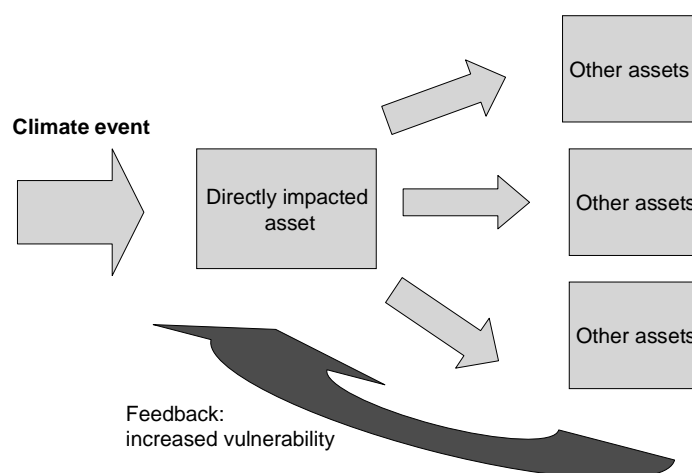 Climate event
Directly impacted
asset
Other assets
Other assets
Other assets
Feedback:
increased vulnerability